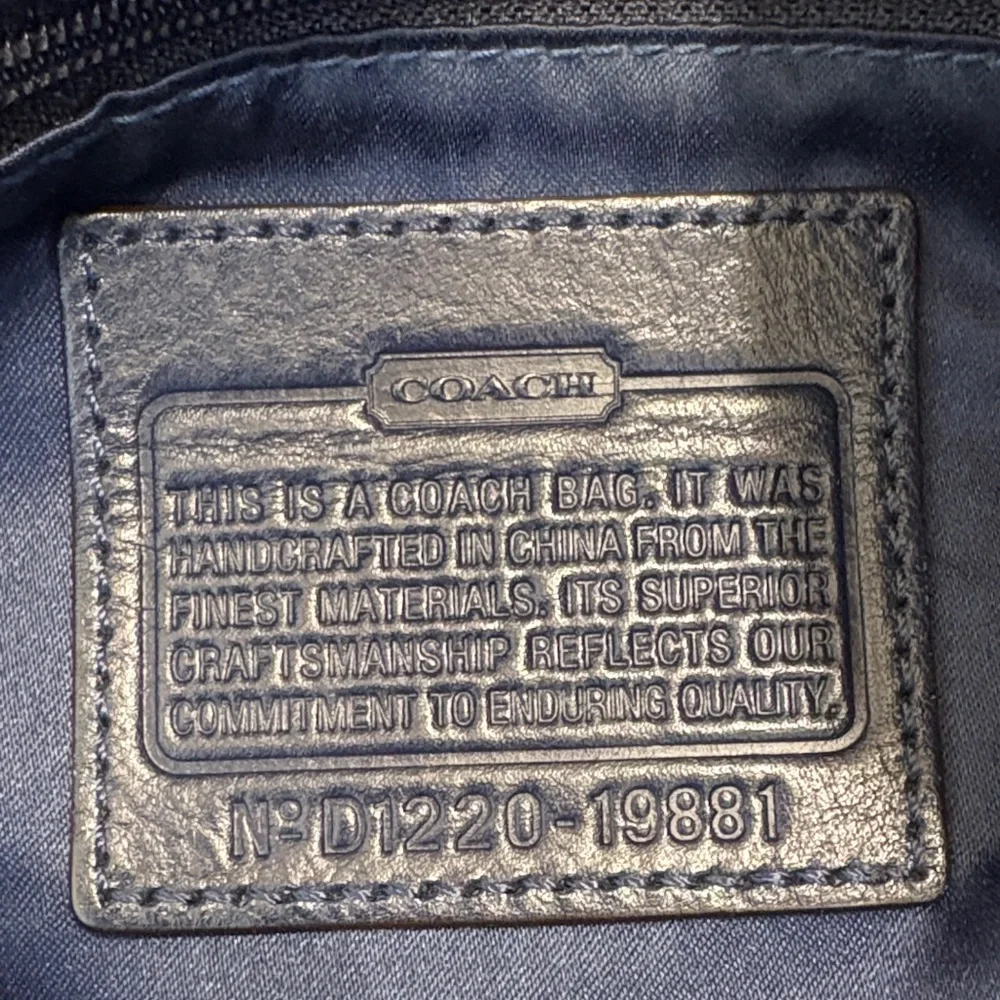 COACH
THIS IS A COACH BAG. IT WAS
HANDCRAFTED IN CHINA FROM THE
FINEST MATERIALS. ITS SUPERIOR
CRAFTSMANSHIP REFLECTS OUR
COMMITMENT TO ENDURING QUALITY.
Nº D1220-19881